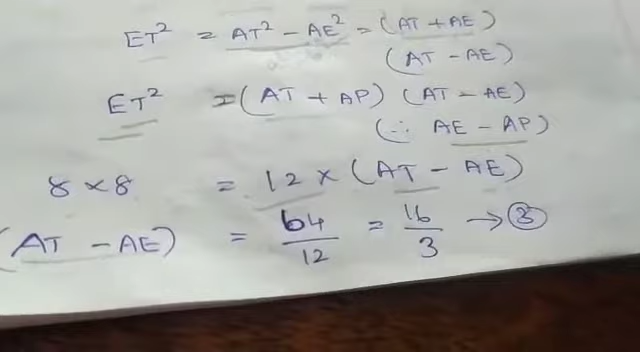 ET² = AT² - AE² = (AT + AE)
(AT - AE)
ET² = (AT + AP) (AT - AE)
(∴ AE - AP)
8 × 8 = 12 × (AT - AE)
(AT - AE) = 64/12 = 16/3 → ③